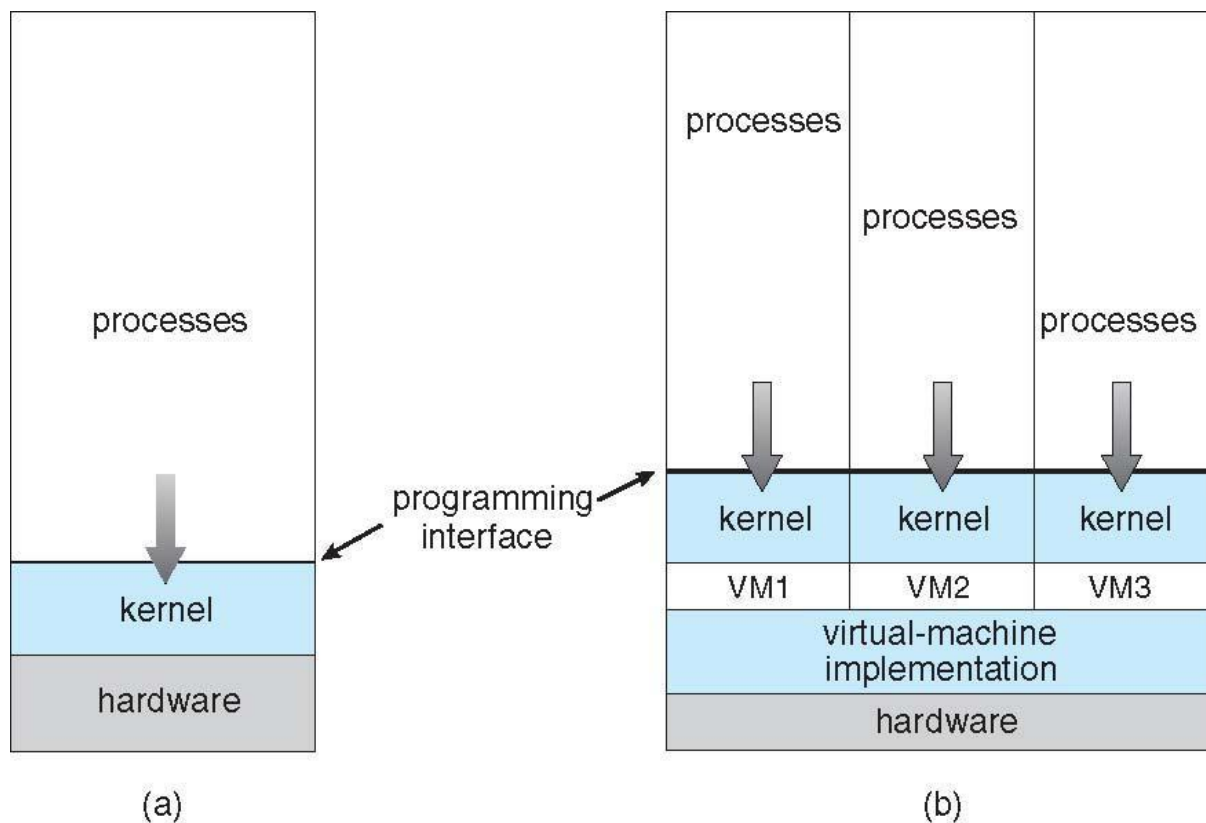 processes
kernel
hardware
(a)
programming
interface
processes
processes
processes
kernel
kernel
kernel
VM1
VM2
VM3
virtual-machine
implementation
hardware
(b)